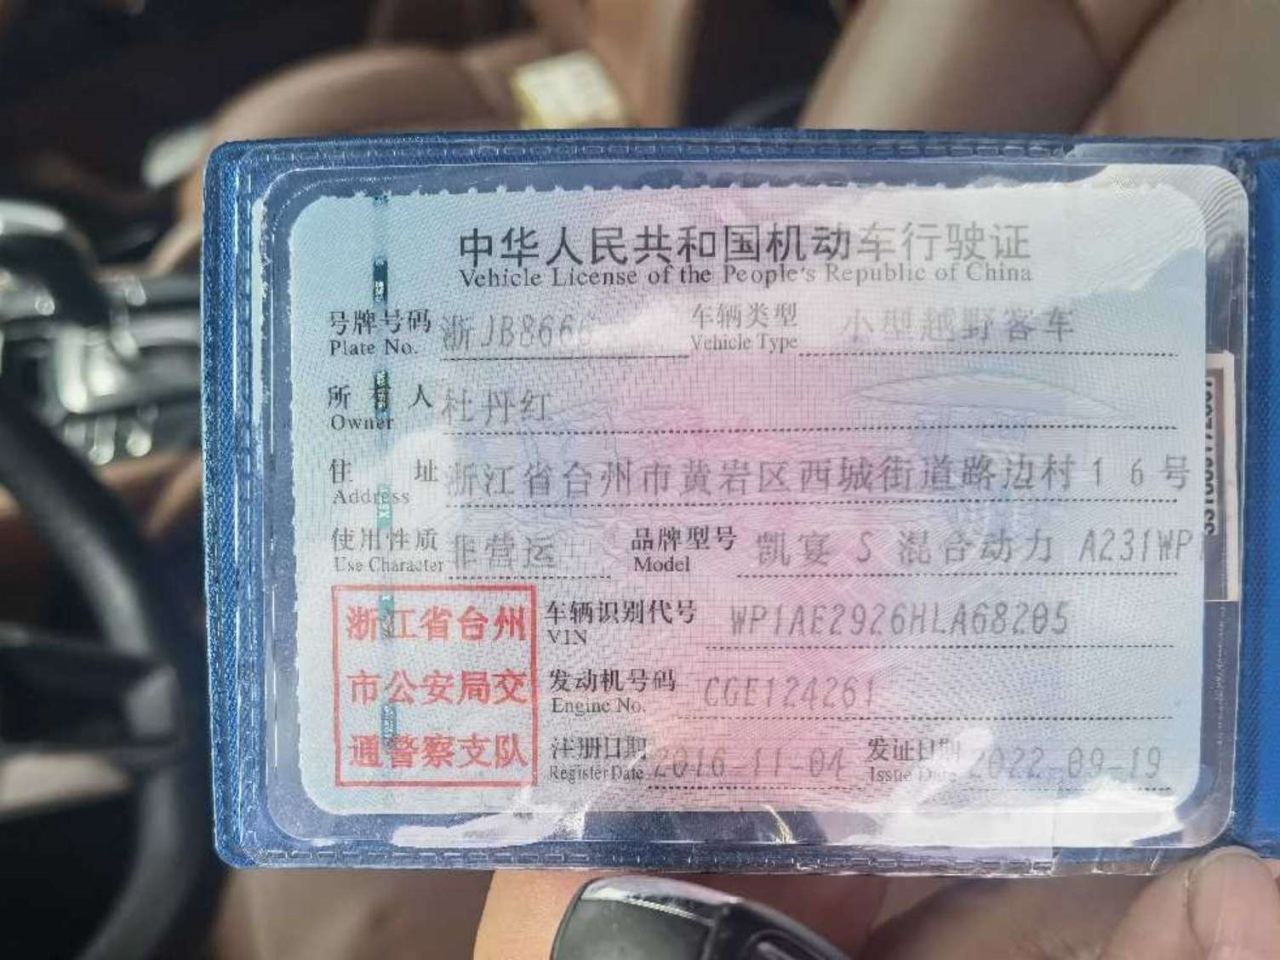 中华人民共和国机动车行驶证
Vehicle License of the People's Republic of China
号牌号码 浙JB8666 车辆类型 小型越野客车
Plate No. Vehicle Type
所有人 杜丹红
Owner
住址 浙江省台州市黄岩区西城街道路边村16号
Address
使用性质 非营运 品牌型号 凯宴 S 混合动力 A231WP1
Use Character Model
浙江省台州
市公安局交
通警察支队
车辆识别代号 WP1AE2926HLA68205
VIN
发动机号码 CGE124261
Engine No.
注册日期 2016-11-04 发证日期 2022-09-19
Register Date Issue Date